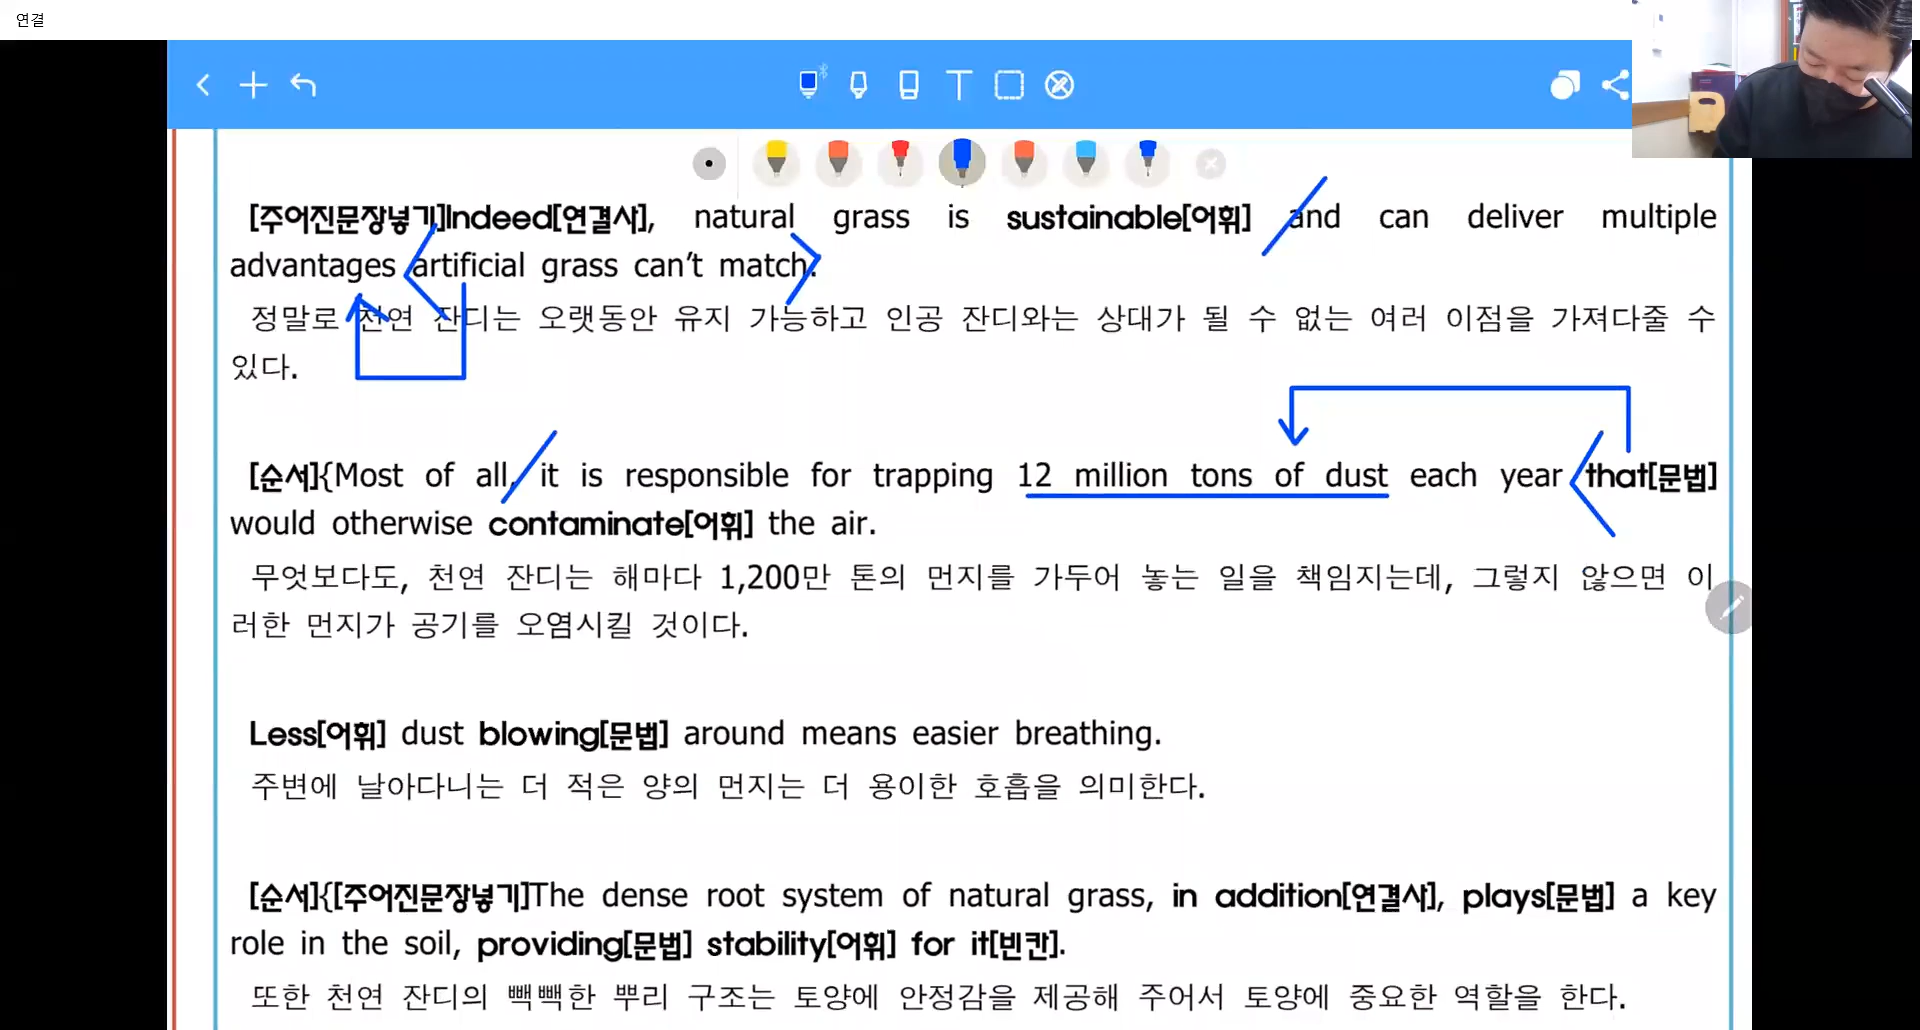 연결
[주어진문장넣기]Indeed[연결사], natural grass is sustainable[어휘] and can deliver multiple
advantages artificial grass can't match.
정말로 천연 잔디는 오랫동안 유지 가능하고 인공 잔디와는 상대가 될 수 없는 여러 이점을 가져다줄 수
있다.
[순서]{Most of all, it is responsible for trapping 12 million tons of dust each year that[문법]
would otherwise contaminate[어휘] the air.
무엇보다도, 천연 잔디는 해마다 1,200만 톤의 먼지를 가두어 놓는 일을 책임지는데, 그렇지 않으면 이
러한 먼지가 공기를 오염시킬 것이다.
Less[어휘] dust blowing[문법] around means easier breathing.
주변에 날아다니는 더 적은 양의 먼지는 더 용이한 호흡을 의미한다.
[순서]{[주어진문장넣기]The dense root system of natural grass, in addition[연결사], plays[문법] a key
role in the soil, providing[문법] stability[어휘] for it[빈칸].
또한 천연 잔디의 빽빽한 뿌리 구조는 토양에 안정감을 제공해 주어서 토양에 중요한 역할을 한다.